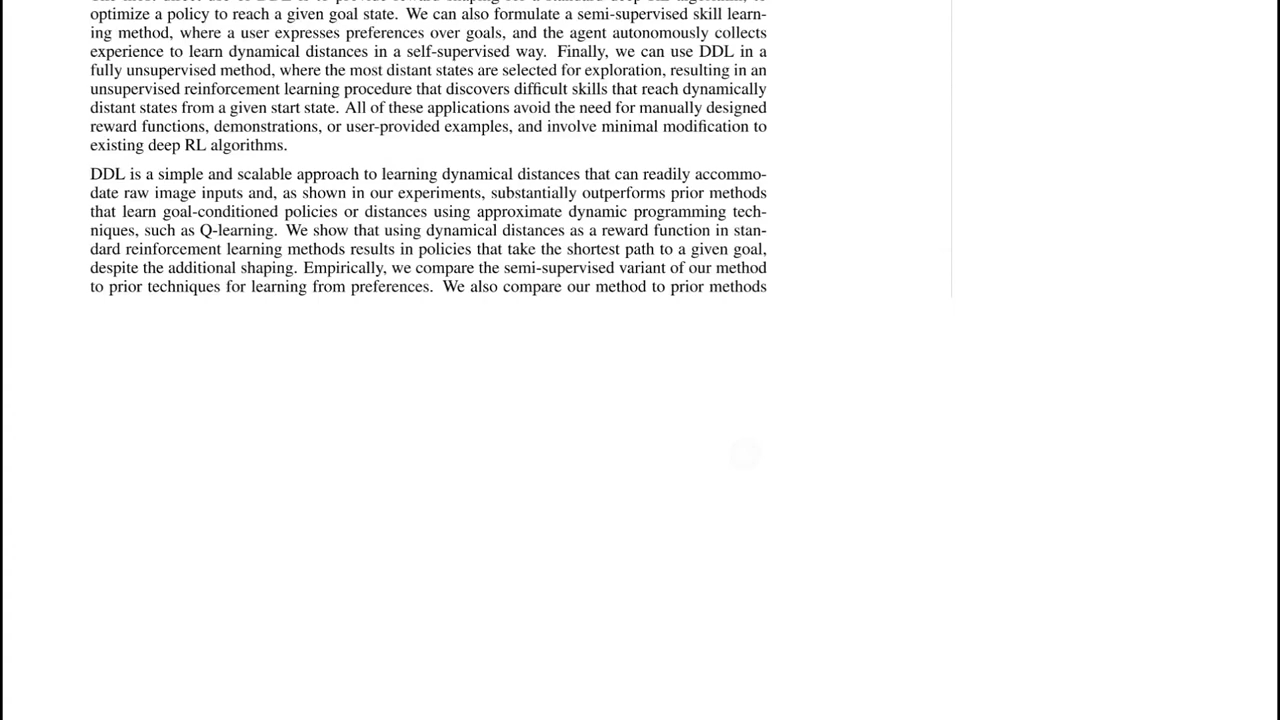 optimize a policy to reach a given goal state. We can also formulate a semi-supervised skill learn-
ing method, where a user expresses preferences over goals, and the agent autonomously collects
experience to learn dynamical distances in a self-supervised way. Finally, we can use DDL in a
fully unsupervised method, where the most distant states are selected for exploration, resulting in an
unsupervised reinforcement learning procedure that discovers difficult skills that reach dynamically
distant states from a given start state. All of these applications avoid the need for manually designed
reward functions, demonstrations, or user-provided examples, and involve minimal modification to
existing deep RL algorithms.
DDL is a simple and scalable approach to learning dynamical distances that can readily accommo-
date raw image inputs and, as shown in our experiments, substantially outperforms prior methods
that learn goal-conditioned policies or distances using approximate dynamic programming tech-
niques, such as Q-learning. We show that using dynamical distances as a reward function in stan-
dard reinforcement learning methods results in policies that take the shortest path to a given goal,
despite the additional shaping. Empirically, we compare the semi-supervised variant of our method
to prior techniques for learning from preferences. We also compare our method to prior methods